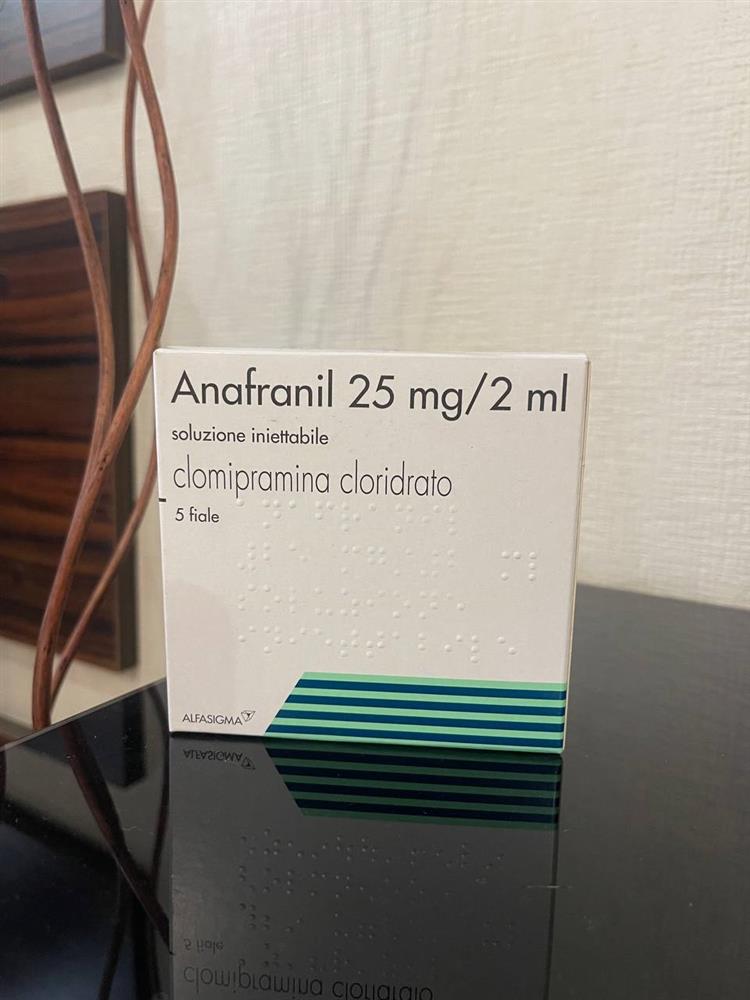 Anafranil 25 mg/2 ml
soluzione iniettabile
clomipramina cloridrato
5 fiale
ALFASIGMA